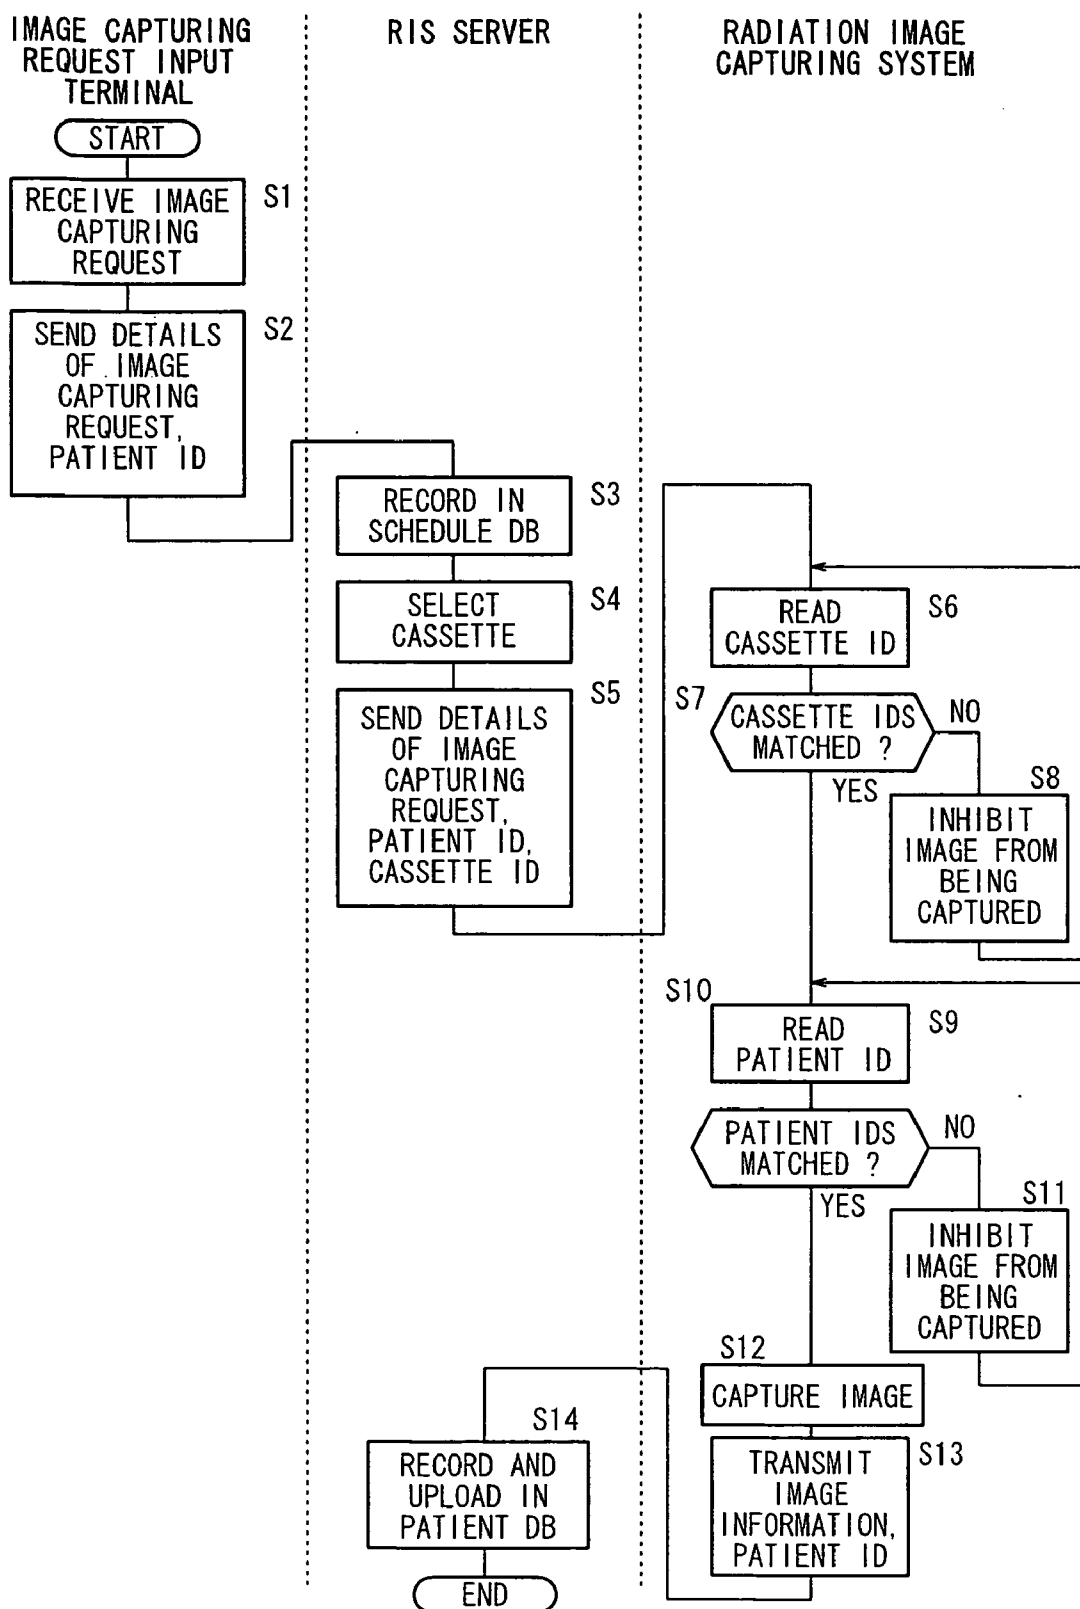 IMAGE CAPTURING
REQUEST INPUT
TERMINAL
RIS SERVER
RADIATION IMAGE
CAPTURING SYSTEM
START
RECEIVE IMAGE
CAPTURING
REQUEST
S1
SEND DETAILS
OF IMAGE
CAPTURING
REQUEST,
PATIENT ID
S2
RECORD IN
SCHEDULE DB
S3
SELECT
CASSETTE
S4
SEND DETAILS
OF IMAGE
CAPTURING
REQUEST,
PATIENT ID,
CASSETTE ID
S5
READ
CASSETTE ID
S6
S7
CASSETTE IDS
MATCHED ?
NO
YES
S8
INHIBIT
IMAGE FROM
BEING
CAPTURED
S10
READ
PATIENT ID
S9
PATIENT IDS
MATCHED ?
NO
YES
S11
INHIBIT
IMAGE FROM
BEING
CAPTURED
S12
CAPTURE IMAGE
S13
TRANSMIT
IMAGE
INFORMATION,
PATIENT ID
S14
RECORD AND
UPLOAD IN
PATIENT DB
END